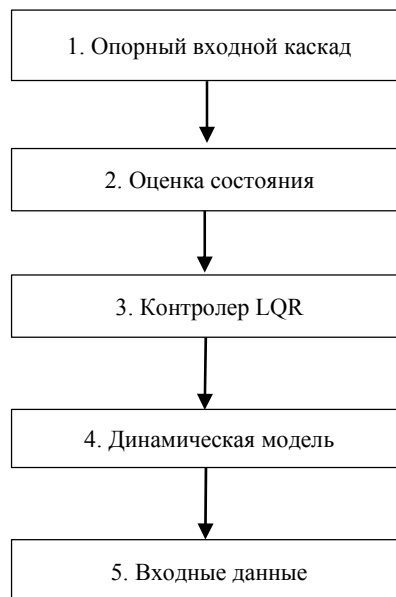 1. Опорный входной каскад
2. Оценка состояния
3. Контролер LQR
4. Динамическая модель
5. Входные данные